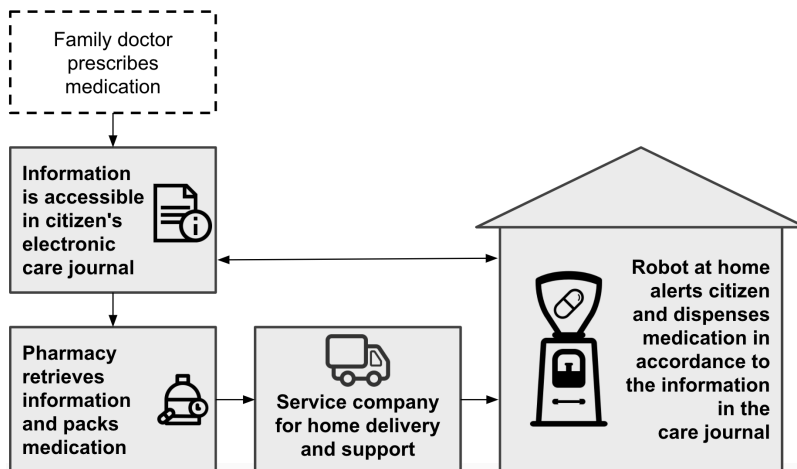 Family doctor
prescribes
medication
Information
is accessible
in citizen's
electronic
care journal
Pharmacy
retrieves
information
and packs
medication
Service company
for home delivery
and support
Robot at home
alerts citizen
and dispenses
medication in
accordance to
the information
in the
care journal